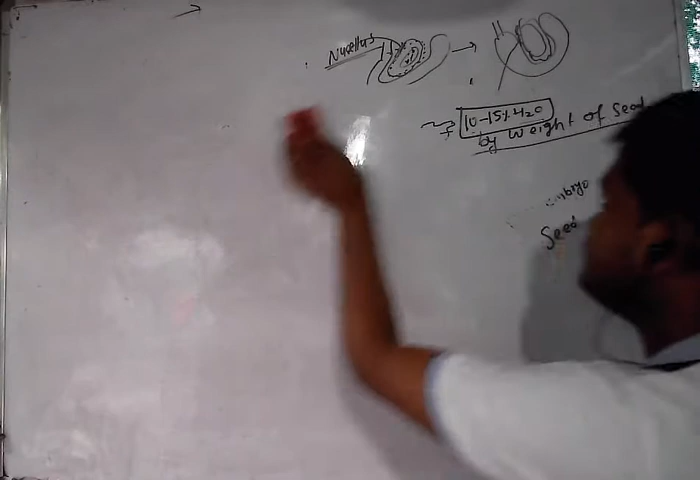 Nucellus
10-15% H2O
by weight of Seed
Embryo
Seed